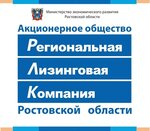 Министерство экономического развития
Ростовской области
Акционерное общество
Региональная
Лизинговая
Компания
Ростовской области